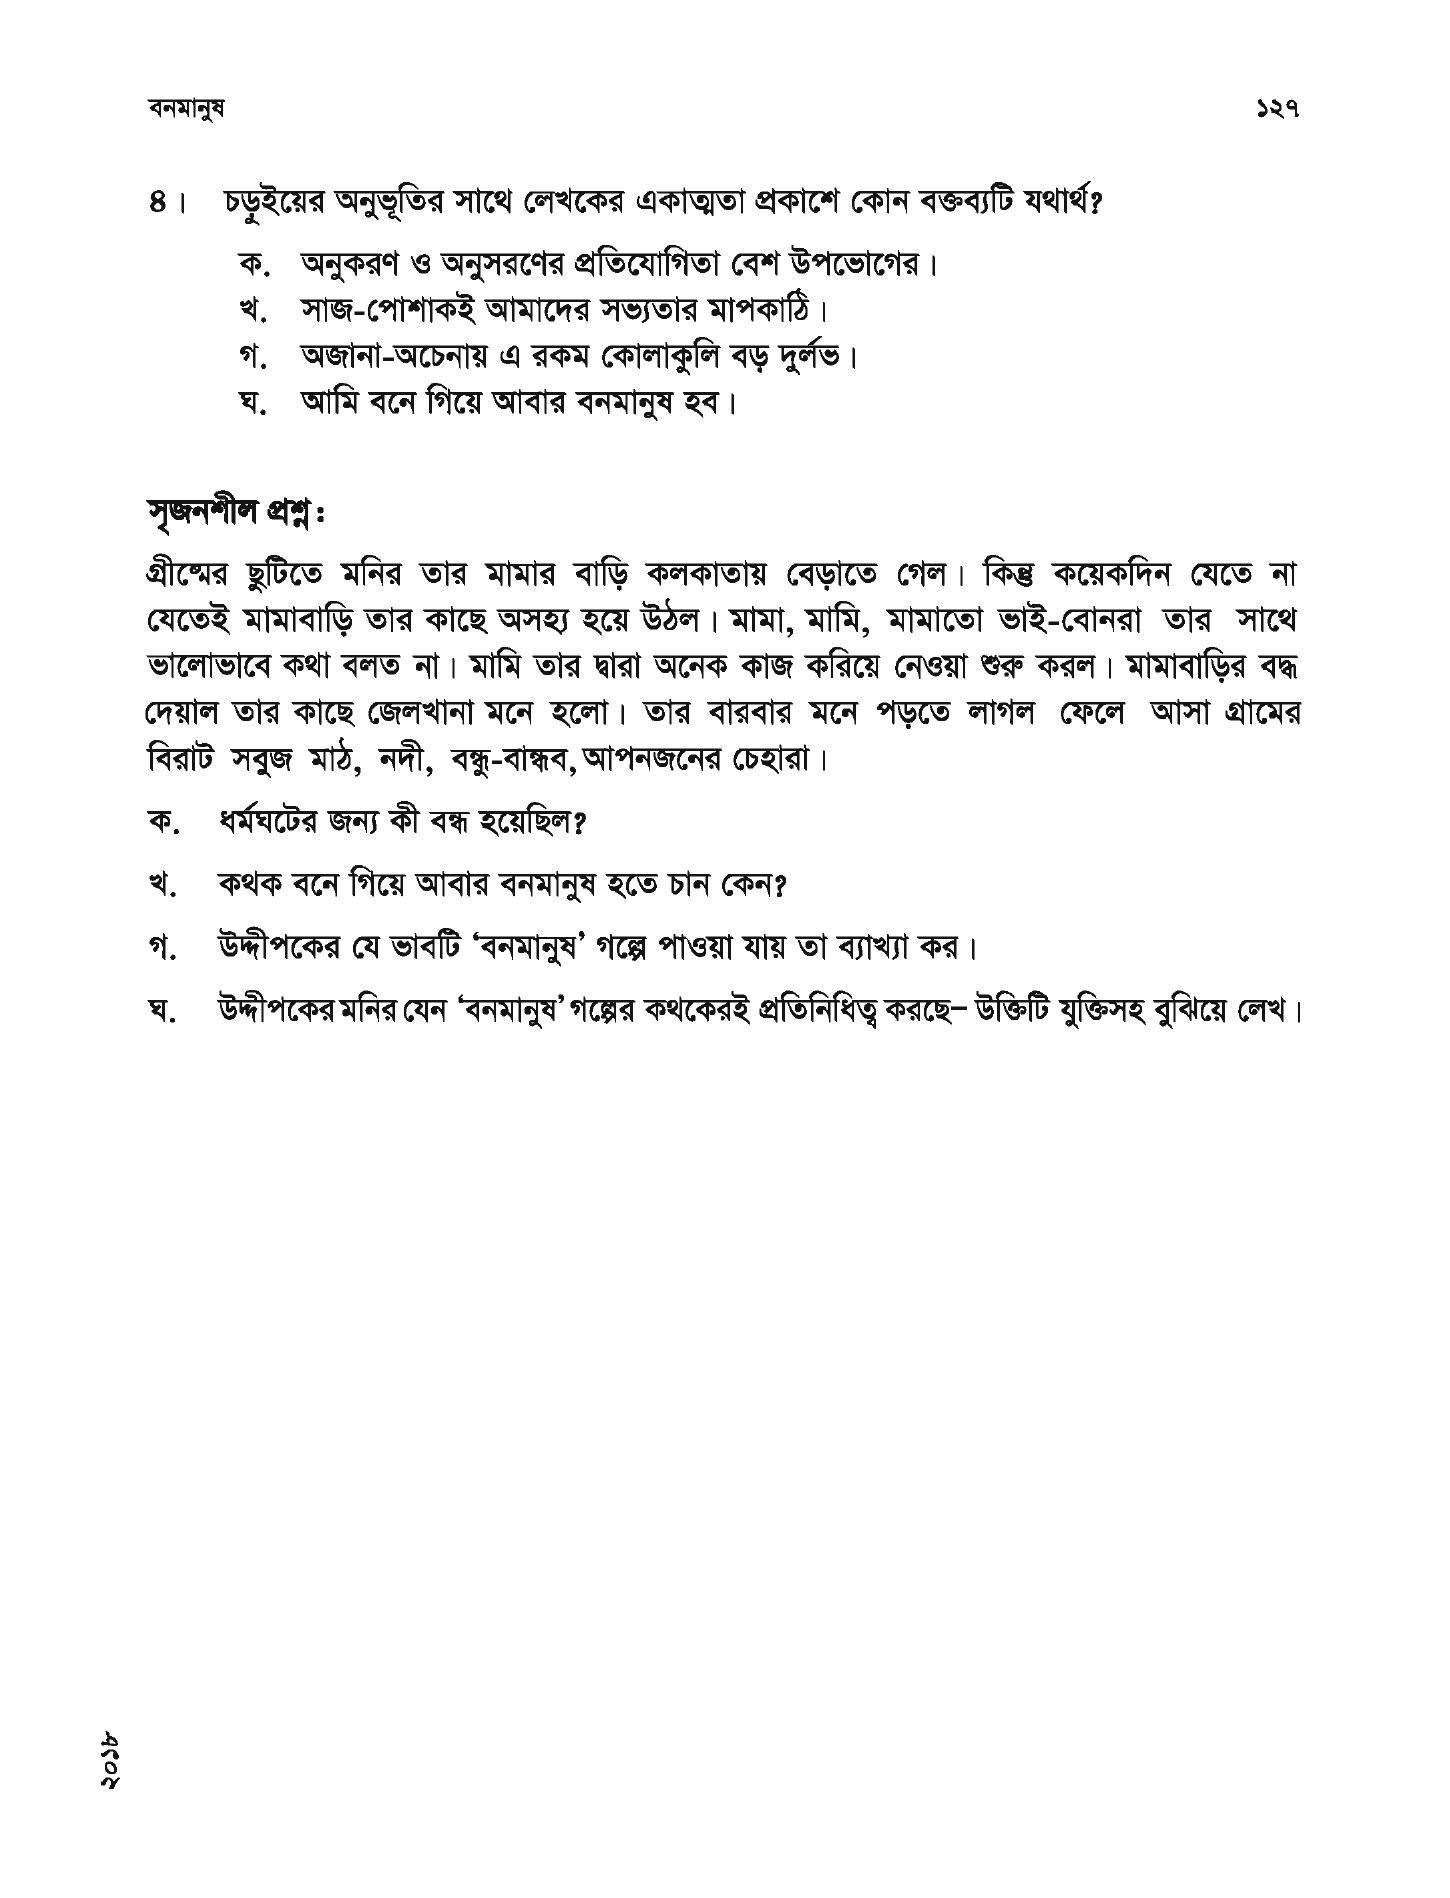 বনমানুষ ১২৭
৪। চড়ুইয়ের অনুভূতির সাথে লেখকের একাত্মতা প্রকাশে কোন বক্তব্যটি যথার্থ?
ক. অনুকরণ ও অনুসরণের প্রতিযোগিতা বেশ উপভোগের।
খ. সাজ-পোশাকই আমাদের সভ্যতার মাপকাঠি।
গ. অজানা-অচেনায় এ রকম কোলাকুলি বড় দুর্লভ।
ঘ. আমি বনে গিয়ে আবার বনমানুষ হব।
সৃজনশীল প্রশ্ন:
গ্রীষ্মের ছুটিতে মনির তার মামার বাড়ি কলকাতায় বেড়াতে গেল। কিন্তু কয়েকদিন যেতে না
যেতেই মামাবাড়ি তার কাছে অসহ্য হয়ে উঠল। মামা, মামি, মামাতো ভাই-বোনরা তার সাথে
ভালোভাবে কথা বলত না। মামি তার দ্বারা অনেক কাজ করিয়ে নেওয়া শুরু করল। মামাবাড়ির বদ্ধ
দেয়াল তার কাছে জেলখানা মনে হলো। তার বারবার মনে পড়তে লাগল ফেলে আসা গ্রামের
বিরাট সবুজ মাঠ, নদী, বন্ধু-বান্ধব, আপনজনের চেহারা।
ক. ধর্মঘটের জন্য কী বন্ধ হয়েছিল?
খ. কথক বনে গিয়ে আবার বনমানুষ হতে চান কেন?
গ. উদ্দীপকের যে ভাবটি ‘বনমানুষ’ গল্পে পাওয়া যায় তা ব্যাখ্যা কর।
ঘ. উদ্দীপকের মনির যেন ‘বনমানুষ’ গল্পের কথকেরই প্রতিনিধিত্ব করছে– উক্তিটি যুক্তিসহ বুঝিয়ে লেখ।
২০১৮